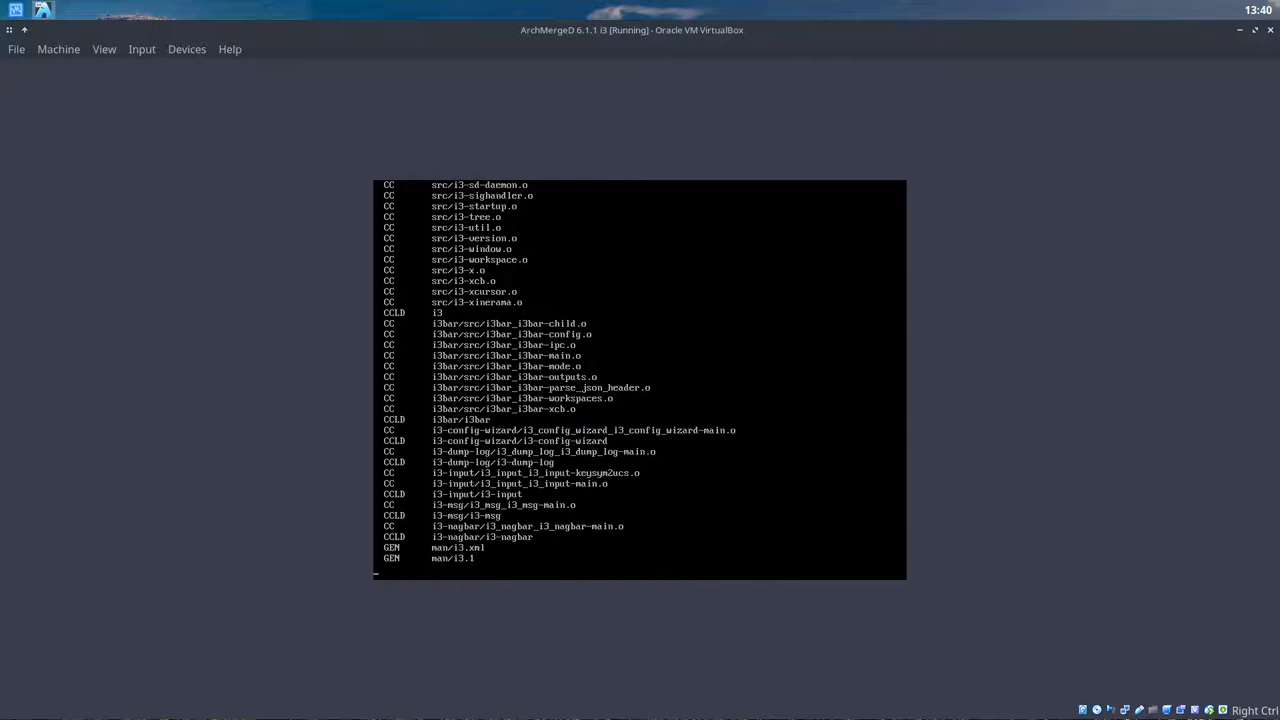 13:40
ArchMergeD 6.1.1 i3 [Running] - Oracle VM VirtualBox
File Machine View Input Devices Help
CC src/i3-sd-daemon.o
CC src/i3-sighandler.o
CC src/i3-startup.o
CC src/i3-tree.o
CC src/i3-util.o
CC src/i3-version.o
CC src/i3-window.o
CC src/i3-workspace.o
CC src/i3-x.o
CC src/i3-xcb.o
CC src/i3-xcursor.o
CC src/i3-xinerama.o
CCLD i3
CC i3bar/src/i3bar_i3bar-child.o
CC i3bar/src/i3bar_i3bar-config.o
CC i3bar/src/i3bar_i3bar-ipc.o
CC i3bar/src/i3bar_i3bar-main.o
CC i3bar/src/i3bar_i3bar-mode.o
CC i3bar/src/i3bar_i3bar-outputs.o
CC i3bar/src/i3bar_i3bar-parse_json_header.o
CC i3bar/src/i3bar_i3bar-workspaces.o
CC i3bar/src/i3bar_i3bar-xcb.o
CCLD i3bar/i3bar
CC i3-config-wizard/i3_config_wizard_i3_config_wizard-main.o
CCLD i3-config-wizard/i3-config-wizard
CC i3-dump-log/i3_dump_log_i3_dump_log-main.o
CCLD i3-dump-log/i3-dump-log
CC i3-input/i3_input_i3_input-keysym2ucs.o
CC i3-input/i3_input_i3_input-main.o
CCLD i3-input/i3-input
CC i3-msg/i3_msg_i3_msg-main.o
CCLD i3-msg/i3-msg
CC i3-nagbar/i3_nagbar_i3_nagbar-main.o
CCLD i3-nagbar/i3-nagbar
GEN man/i3.xml
GEN man/i3.1
Right Ctrl